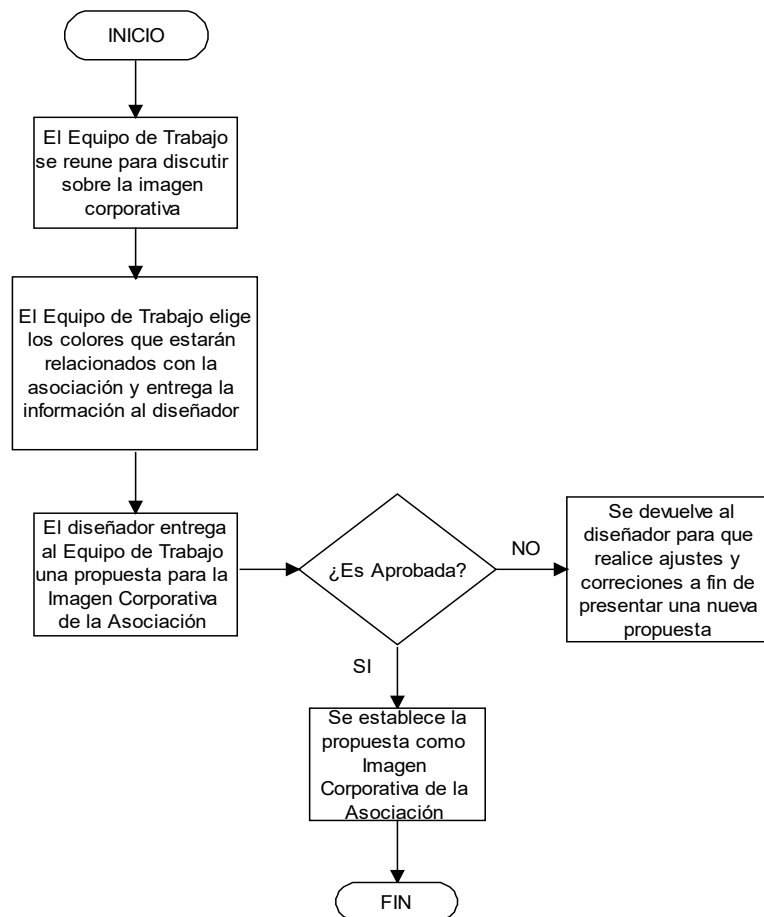 INICIO
El Equipo de Trabajo
se reune para discutir
sobre la imagen
corporativa
El Equipo de Trabajo elige
los colores que estarán
relacionados con la
asociación y entrega la
información al diseñador
El diseñador entrega
al Equipo de Trabajo
una propuesta para la
Imagen Corporativa
de la Asociación
¿Es Aprobada?
NO
Se devuelve al
diseñador para que
realice ajustes y
correciones a fin de
presentar una nueva
propuesta
SI
Se establece la
propuesta como
Imagen
Corporativa de la
Asociación
FIN